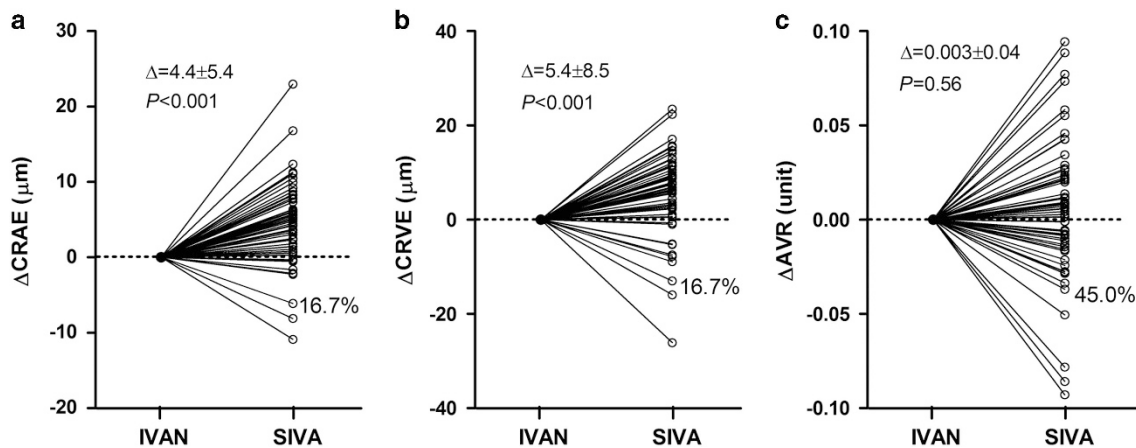 a
30
20
10
0
-10
-20
ΔCRAE (μm)
Δ=4.4±5.4
P<0.001
16.7%
IVAN SIVA
b
40
20
0
-20
-40
ΔCRVE (μm)
Δ=5.4±8.5
P<0.001
16.7%
IVAN SIVA
c
0.10
0.05
0.00
-0.05
-0.10
ΔAVR (unit)
Δ=0.003±0.04
P=0.56
45.0%
IVAN SIVA